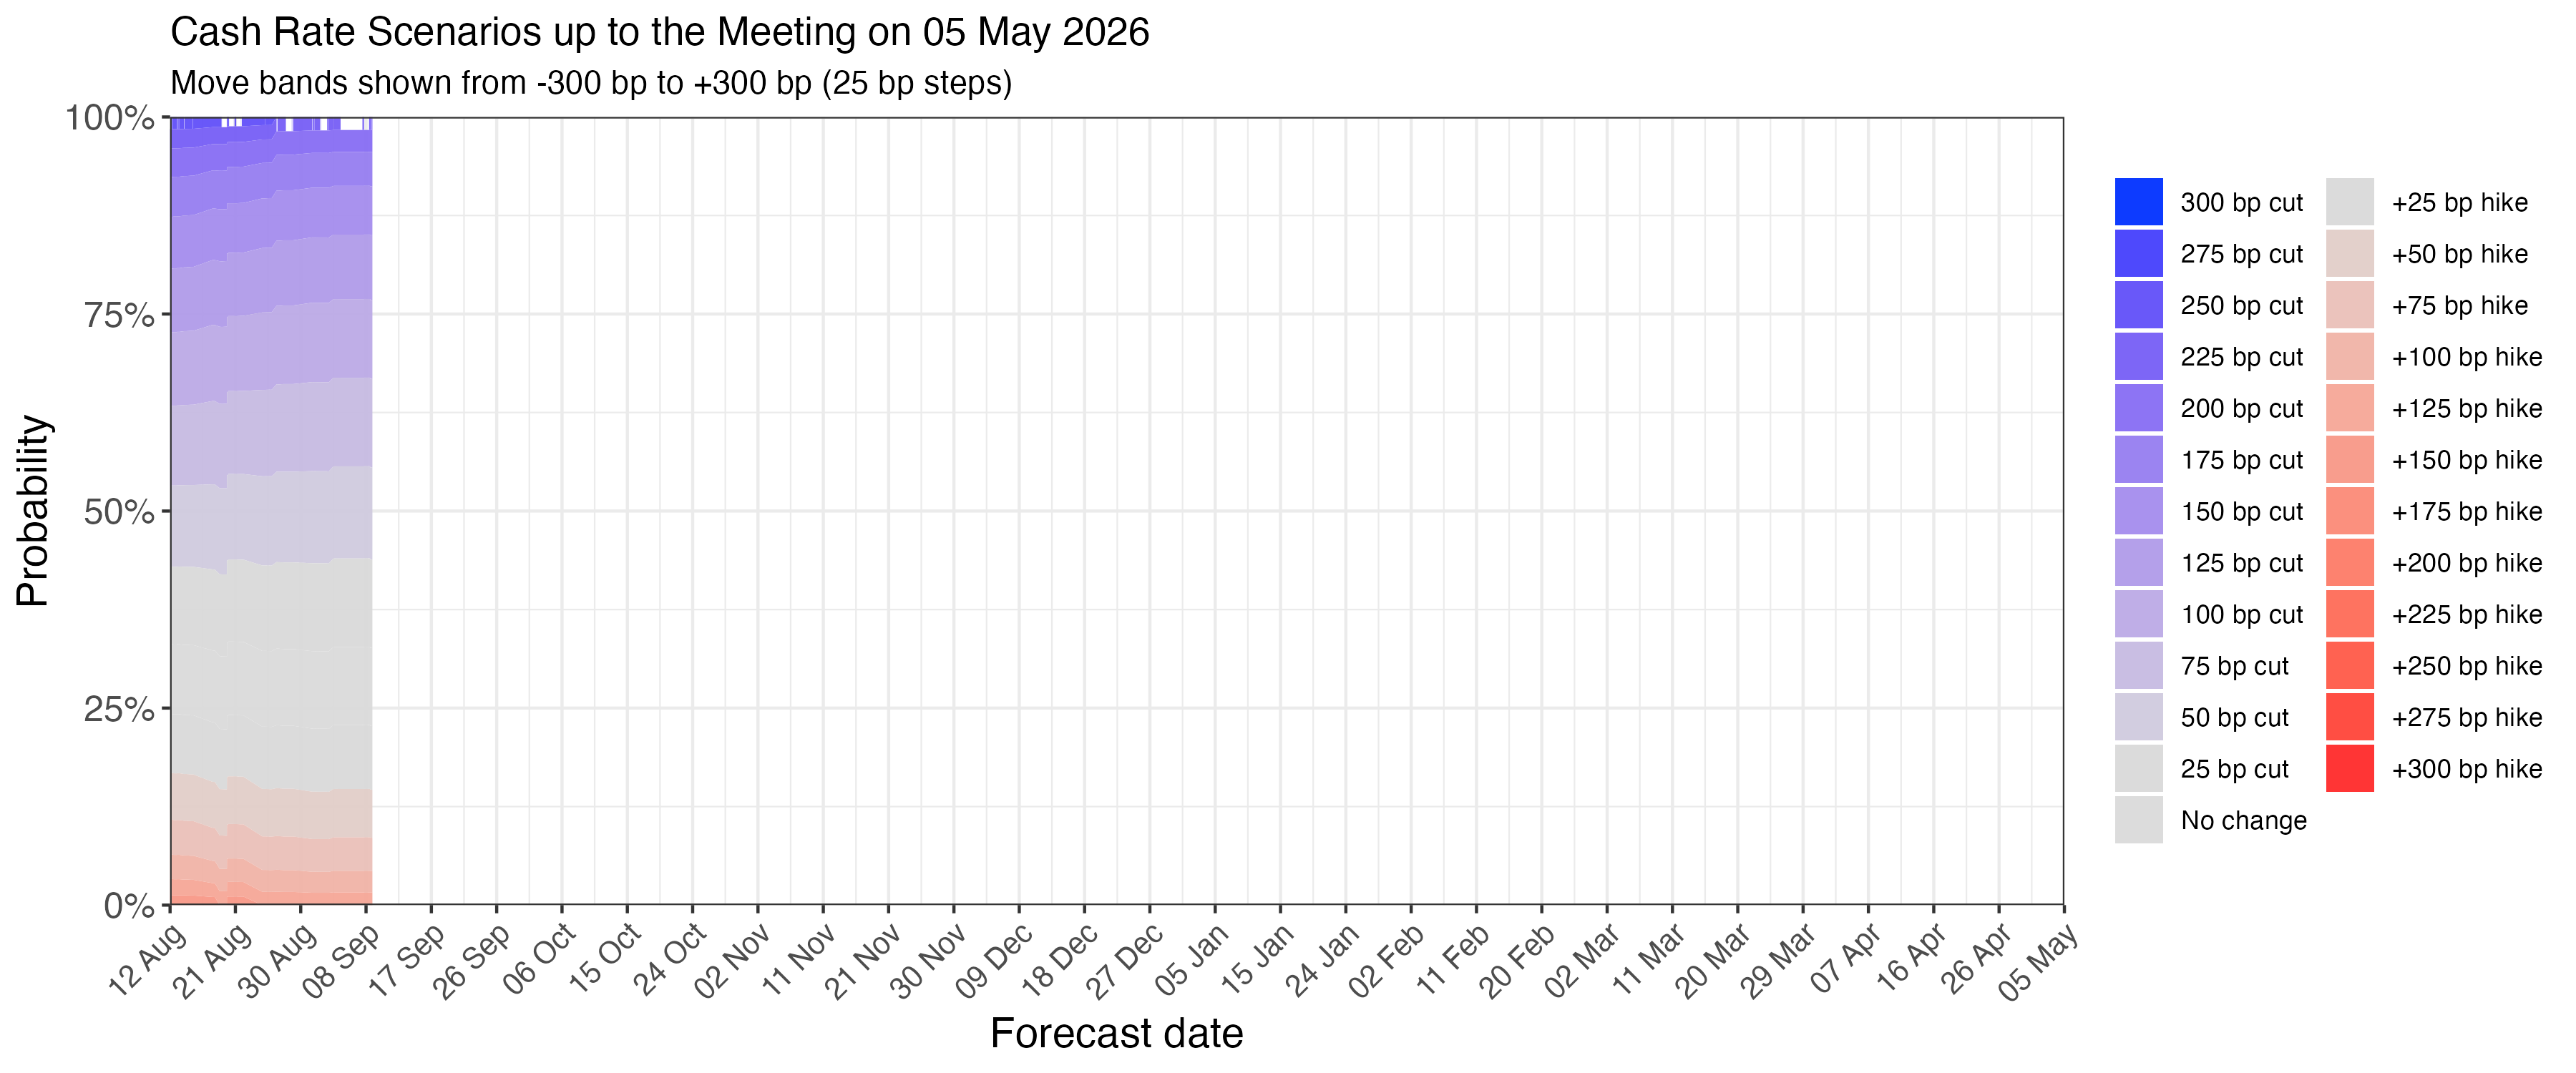 Cash Rate Scenarios up to the Meeting on 05 May 2026
Move bands shown from -300 bp to +300 bp (25 bp steps)
100%
75%
50%
25%
0%
Probability
12 Aug
21 Aug
30 Aug
08 Sep
17 Sep
26 Sep
06 Oct
15 Oct
24 Oct
02 Nov
11 Nov
21 Nov
30 Nov
09 Dec
18 Dec
27 Dec
05 Jan
15 Jan
24 Jan
02 Feb
11 Feb
20 Feb
02 Mar
11 Mar
20 Mar
29 Mar
07 Apr
16 Apr
26 Apr
05 May
Forecast date
300 bp cut
275 bp cut
250 bp cut
225 bp cut
200 bp cut
175 bp cut
150 bp cut
125 bp cut
100 bp cut
75 bp cut
50 bp cut
25 bp cut
No change
+25 bp hike
+50 bp hike
+75 bp hike
+100 bp hike
+125 bp hike
+150 bp hike
+175 bp hike
+200 bp hike
+225 bp hike
+250 bp hike
+275 bp hike
+300 bp hike